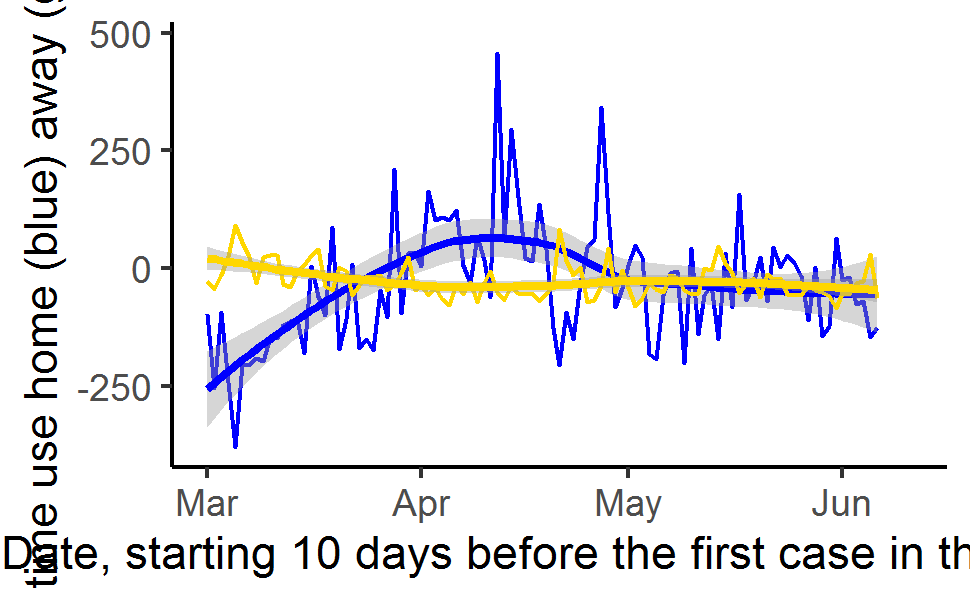 time use home (blue) away (
500
250
0
-250
Mar
Apr
May
Jun
Date, starting 10 days before the first case in